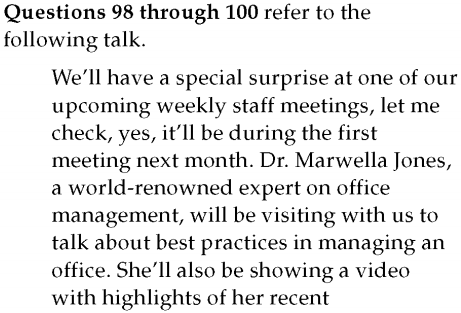 Questions 98 through 100 refer to the
following talk.
We'll have a special surprise at one of our
upcoming weekly staff meetings, let me
check, yes, it'll be during the first
meeting next month. Dr. Marwella Jones,
a world-renowned expert on office
management, will be visiting with us to
talk about best practices in managing an
office. She'll also be showing a video
with highlights of her recent